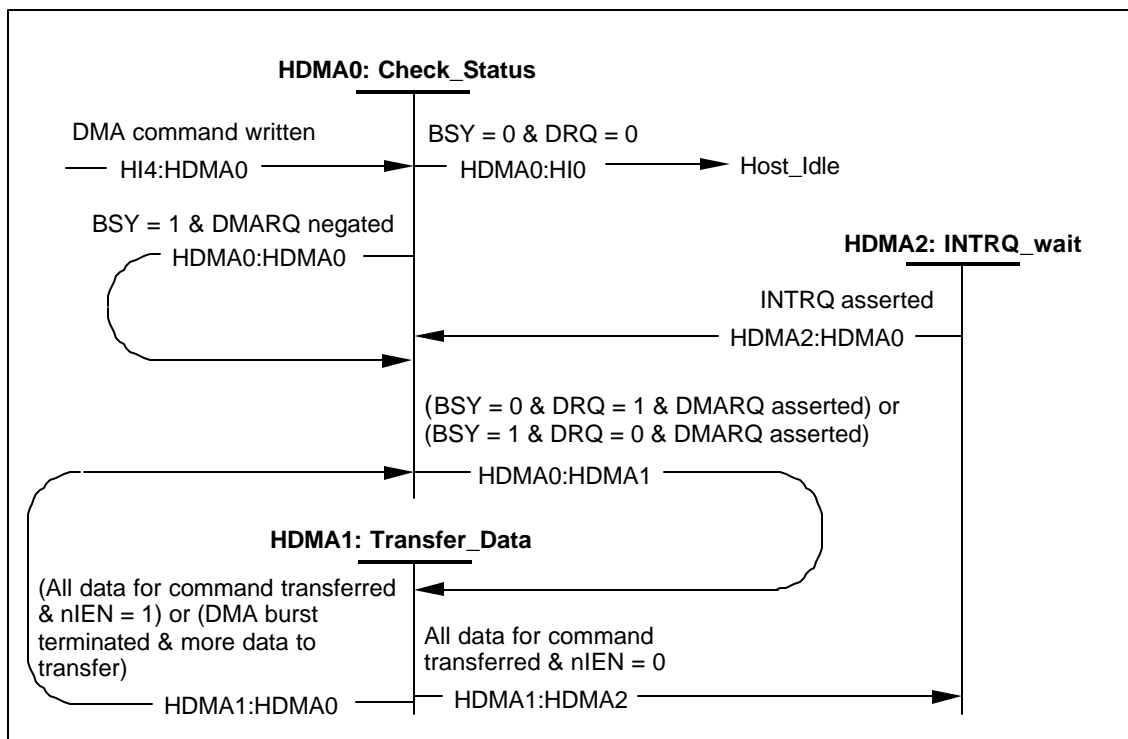 HDMA0: Check_Status
DMA command written
HI4:HDMA0
BSY = 0 & DRQ = 0
HDMA0:HI0
Host_Idle
BSY = 1 & DMARQ negated
HDMA0:HDMA0
HDMA2: INTRQ_wait
INTRQ asserted
HDMA2:HDMA0
(BSY = 0 & DRQ = 1 & DMARQ asserted) or
(BSY = 1 & DRQ = 0 & DMARQ asserted)
HDMA0:HDMA1
HDMA1: Transfer_Data
(All data for command transferred
& nIEN = 1) or (DMA burst
terminated & more data to
transfer)
HDMA1:HDMA0
All data for command
transferred & nIEN = 0
HDMA1:HDMA2